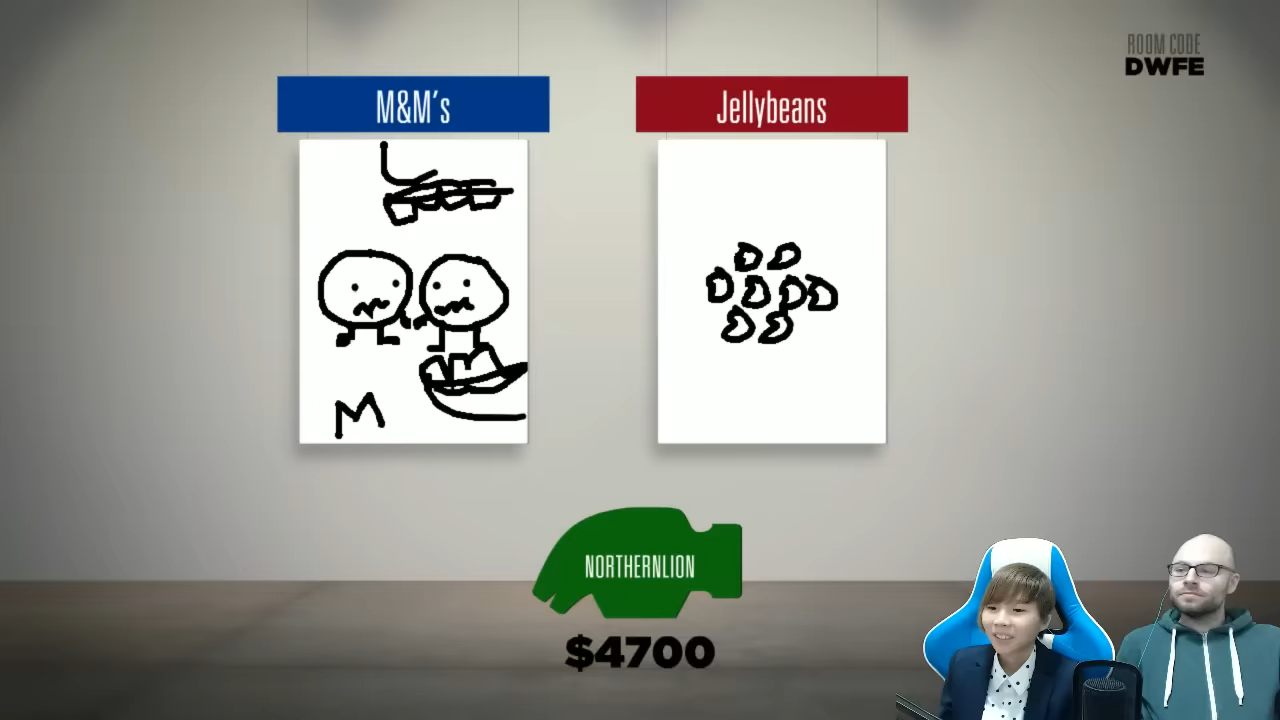 ROOM CODE
DWFE
M&M's
Jellybeans
M
NORTHERNLION
$4700